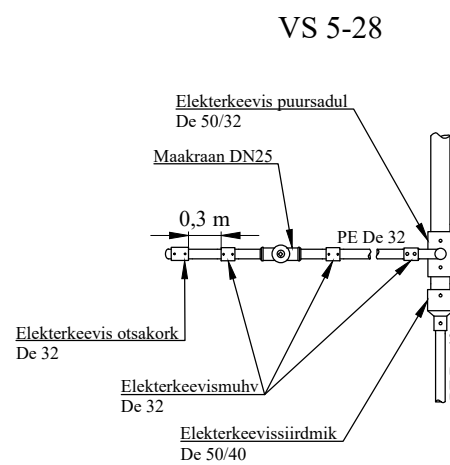 VS 5-28
Elekterkeevis puursadul
De 50/32
Maakraan DN25
0,3 m
PE De 32
Elekterkeevis otsakork
De 32
Elekterkeevismuhv
De 32
Elekterkeevissiirdmik
De 50/40